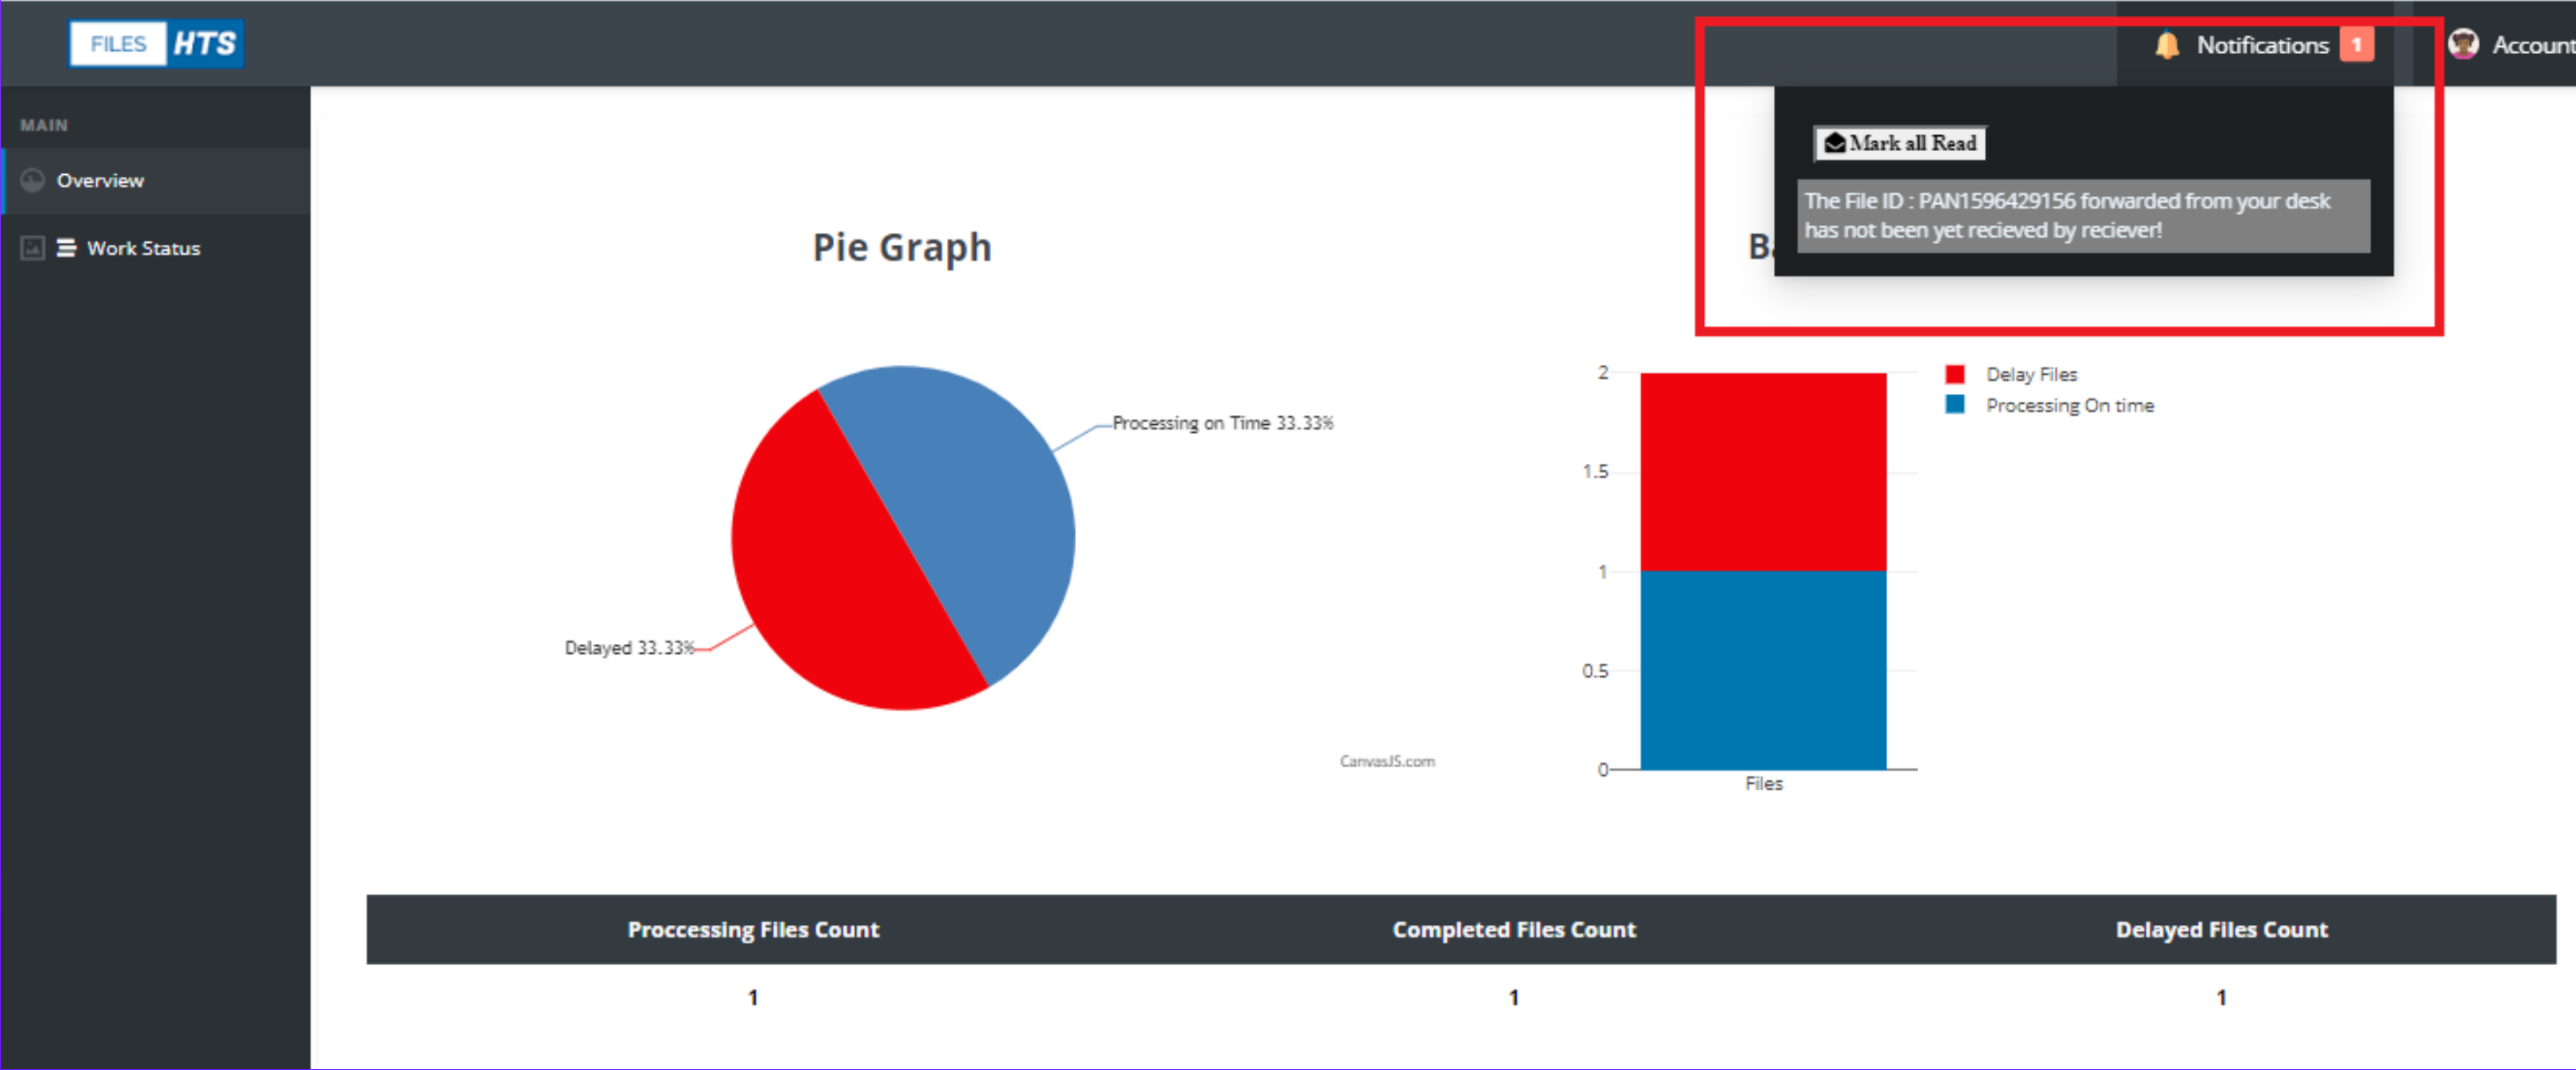 FILES HTS
Notifications 1
Account
MAIN
Overview
Work Status
Mark all Read
The File ID : PAN1596429156 forwarded from your desk
has not been yet recieved by reciever!
Pie Graph
Processing on Time 33.33%
Delayed 33.33%
CanvasJS.com
2
1.5
1
0.5
0
Files
Delay Files
Processing On time
Proccessing Files Count
Completed Files Count
Delayed Files Count
1
1
1